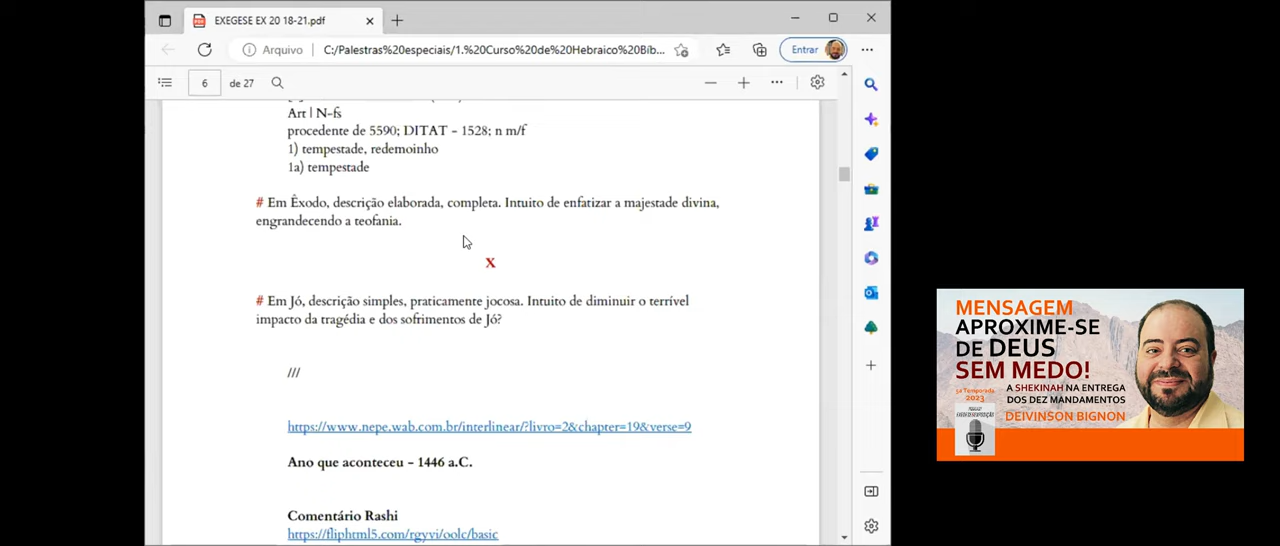 EXEGESE EX 20 18-21.pdf
Arquivo
C:/Palestras%20especiais/1.%20Curso%20de%20Hebraico%20Bíb...
Entrar
6 de 27
Art | N-fs
procedente de 5590; DITAT - 1528; n m/f
1) tempestade, redemoinho
1a) tempestade
# Em Êxodo, descrição elaborada, completa. Intuito de enfatizar a majestade divina,
engrandecendo a teofania.
X
# Em Jó, descrição simples, praticamente jocosa. Intuito de diminuir o terrível
impacto da tragédia e dos sofrimentos de Jó?
///
https://www.nepe.wab.com.br/interlinear/?livro=2&chapter=19&verse=9
Ano que aconteceu - 1446 a.C.
Comentário Rashi
https://fliphtml5.com/rgyvi/oolc/basic
MENSAGEM
APROXIME-SE
DE DEUS
SEM MEDO!
A SHEKINAH NA ENTREGA
DOS DEZ MANDAMENTOS
DEIVINSON BIGNON
2023